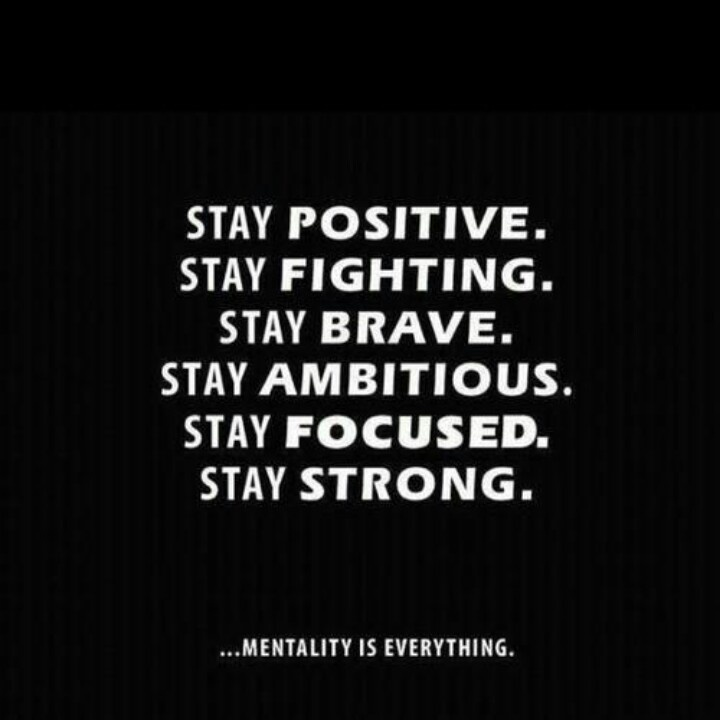 STAY POSITIVE.
STAY FIGHTING.
STAY BRAVE.
STAY AMBITIOUS.
STAY FOCUSED.
STAY STRONG.
...MENTALITY IS EVERYTHING.